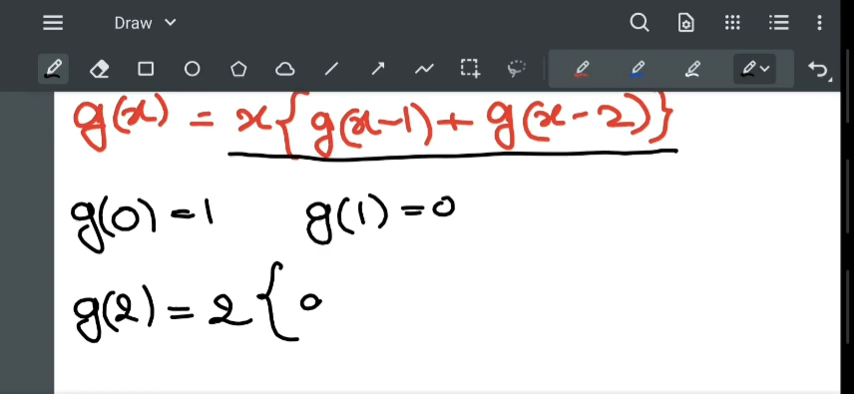 Draw
g(x) = x{g(x-1)+g(x-2)}
g(0)=1 g(1)=0
g(2)=2{0